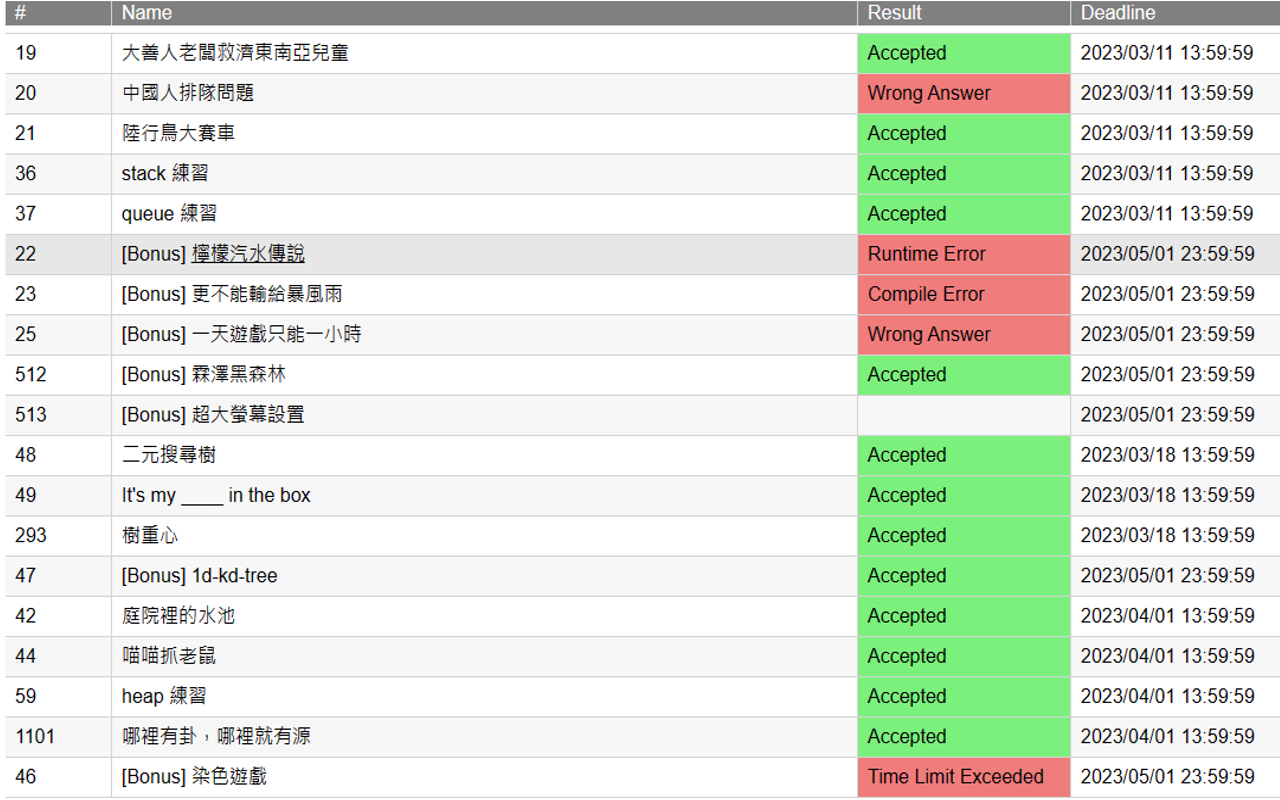 # Name Result Deadline
19 大善人老闆救濟東南亞兒童 Accepted 2023/03/11 13:59:59
20 中國人排隊問題 Wrong Answer 2023/03/11 13:59:59
21 陸行鳥大賽車 Accepted 2023/03/11 13:59:59
36 stack 練習 Accepted 2023/03/11 13:59:59
37 queue 練習 Accepted 2023/03/11 13:59:59
22 [Bonus] 檸檬汽水傳說 Runtime Error 2023/05/01 23:59:59
23 [Bonus] 更不能輸給暴風雨 Compile Error 2023/05/01 23:59:59
25 [Bonus] 一天遊戲只能一小時 Wrong Answer 2023/05/01 23:59:59
512 [Bonus] 霖澤黑森林 Accepted 2023/05/01 23:59:59
513 [Bonus] 超大螢幕設置 2023/05/01 23:59:59
48 二元搜尋樹 Accepted 2023/03/18 13:59:59
49 It's my ____ in the box Accepted 2023/03/18 13:59:59
293 樹重心 Accepted 2023/03/18 13:59:59
47 [Bonus] 1d-kd-tree Accepted 2023/05/01 23:59:59
42 庭院裡的水池 Accepted 2023/04/01 13:59:59
44 喵喵抓老鼠 Accepted 2023/04/01 13:59:59
59 heap 練習 Accepted 2023/04/01 13:59:59
1101 哪裡有卦，哪裡就有源 Accepted 2023/04/01 13:59:59
46 [Bonus] 染色遊戲 Time Limit Exceeded 2023/05/01 23:59:59